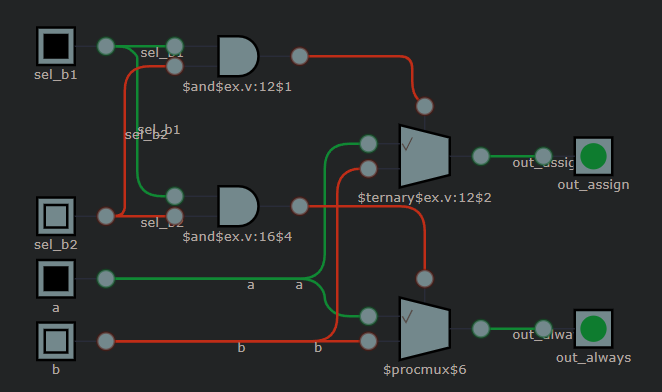 sel_b1
sel_b1
$and$ex.v:12$1
sel_b1
sel_b2
out_assign
out_assign
$ternary$ex.v:12$2
sel_b2
sel_b2
$and$ex.v:16$4
a
a
a
out_always
out_always
b
b
b
$procmux$6